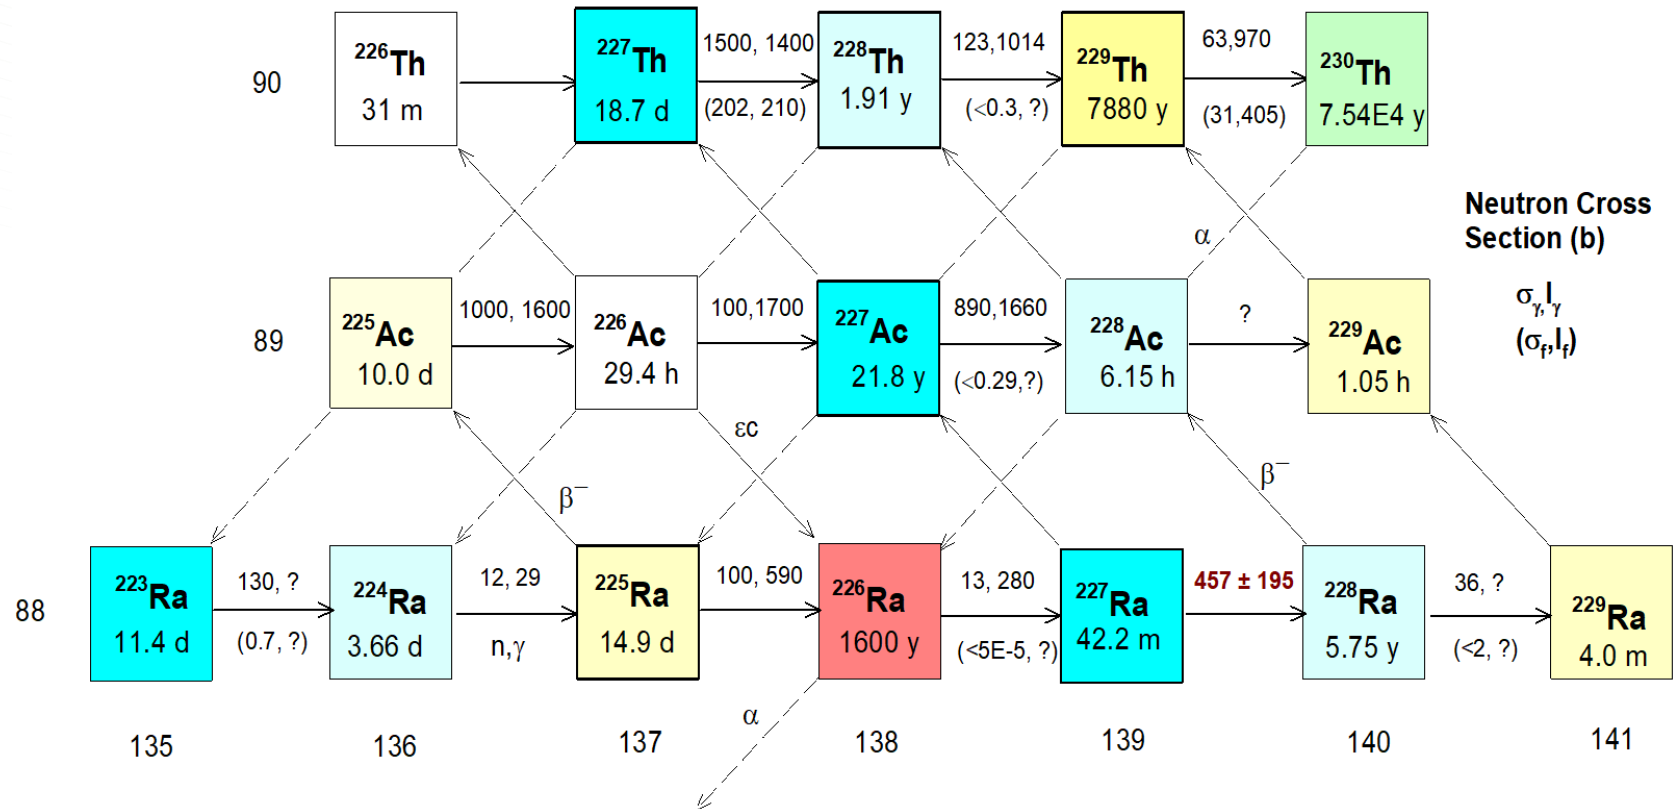 1500, 1400
123,1014
63,970
90
²²⁶Th
31 m
²²⁷Th
18.7 d
(202, 210)
²²⁸Th
1.91 y
(<0.3, ?)
²²⁹Th
7880 y
(31,405)
²³⁰Th
7.54E4 y
Neutron Cross
Section (b)
σγ,Iγ
(σf,If)
α
89
²²⁵Ac
10.0 d
1000, 1600
²²⁶Ac
29.4 h
100,1700
²²⁷Ac
21.8 y
890,1660
(<0.29,?)
²²⁸Ac
6.15 h
?
²²⁹Ac
1.05 h
εc
β⁻
β⁻
88
²²³Ra
11.4 d
130, ?
(0.7, ?)
²²⁴Ra
3.66 d
12, 29
n,γ
²²⁵Ra
14.9 d
100, 590
²²⁶Ra
1600 y
13, 280
(<5E-5, ?)
²²⁷Ra
42.2 m
457 ± 195
²²⁸Ra
5.75 y
36, ?
(<2, ?)
²²⁹Ra
4.0 m
α
135
136
137
138
139
140
141